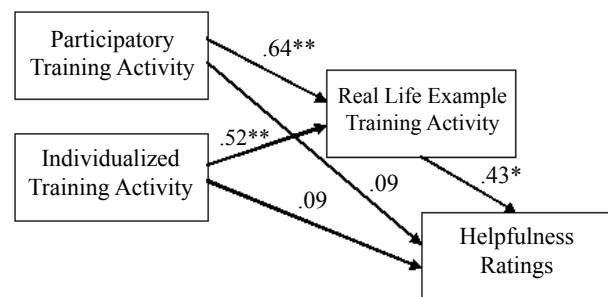 Participatory
Training Activity
.64**
Real Life Example
Training Activity
Individualized
Training Activity
.52**
.09
.09
.43*
Helpfulness
Ratings